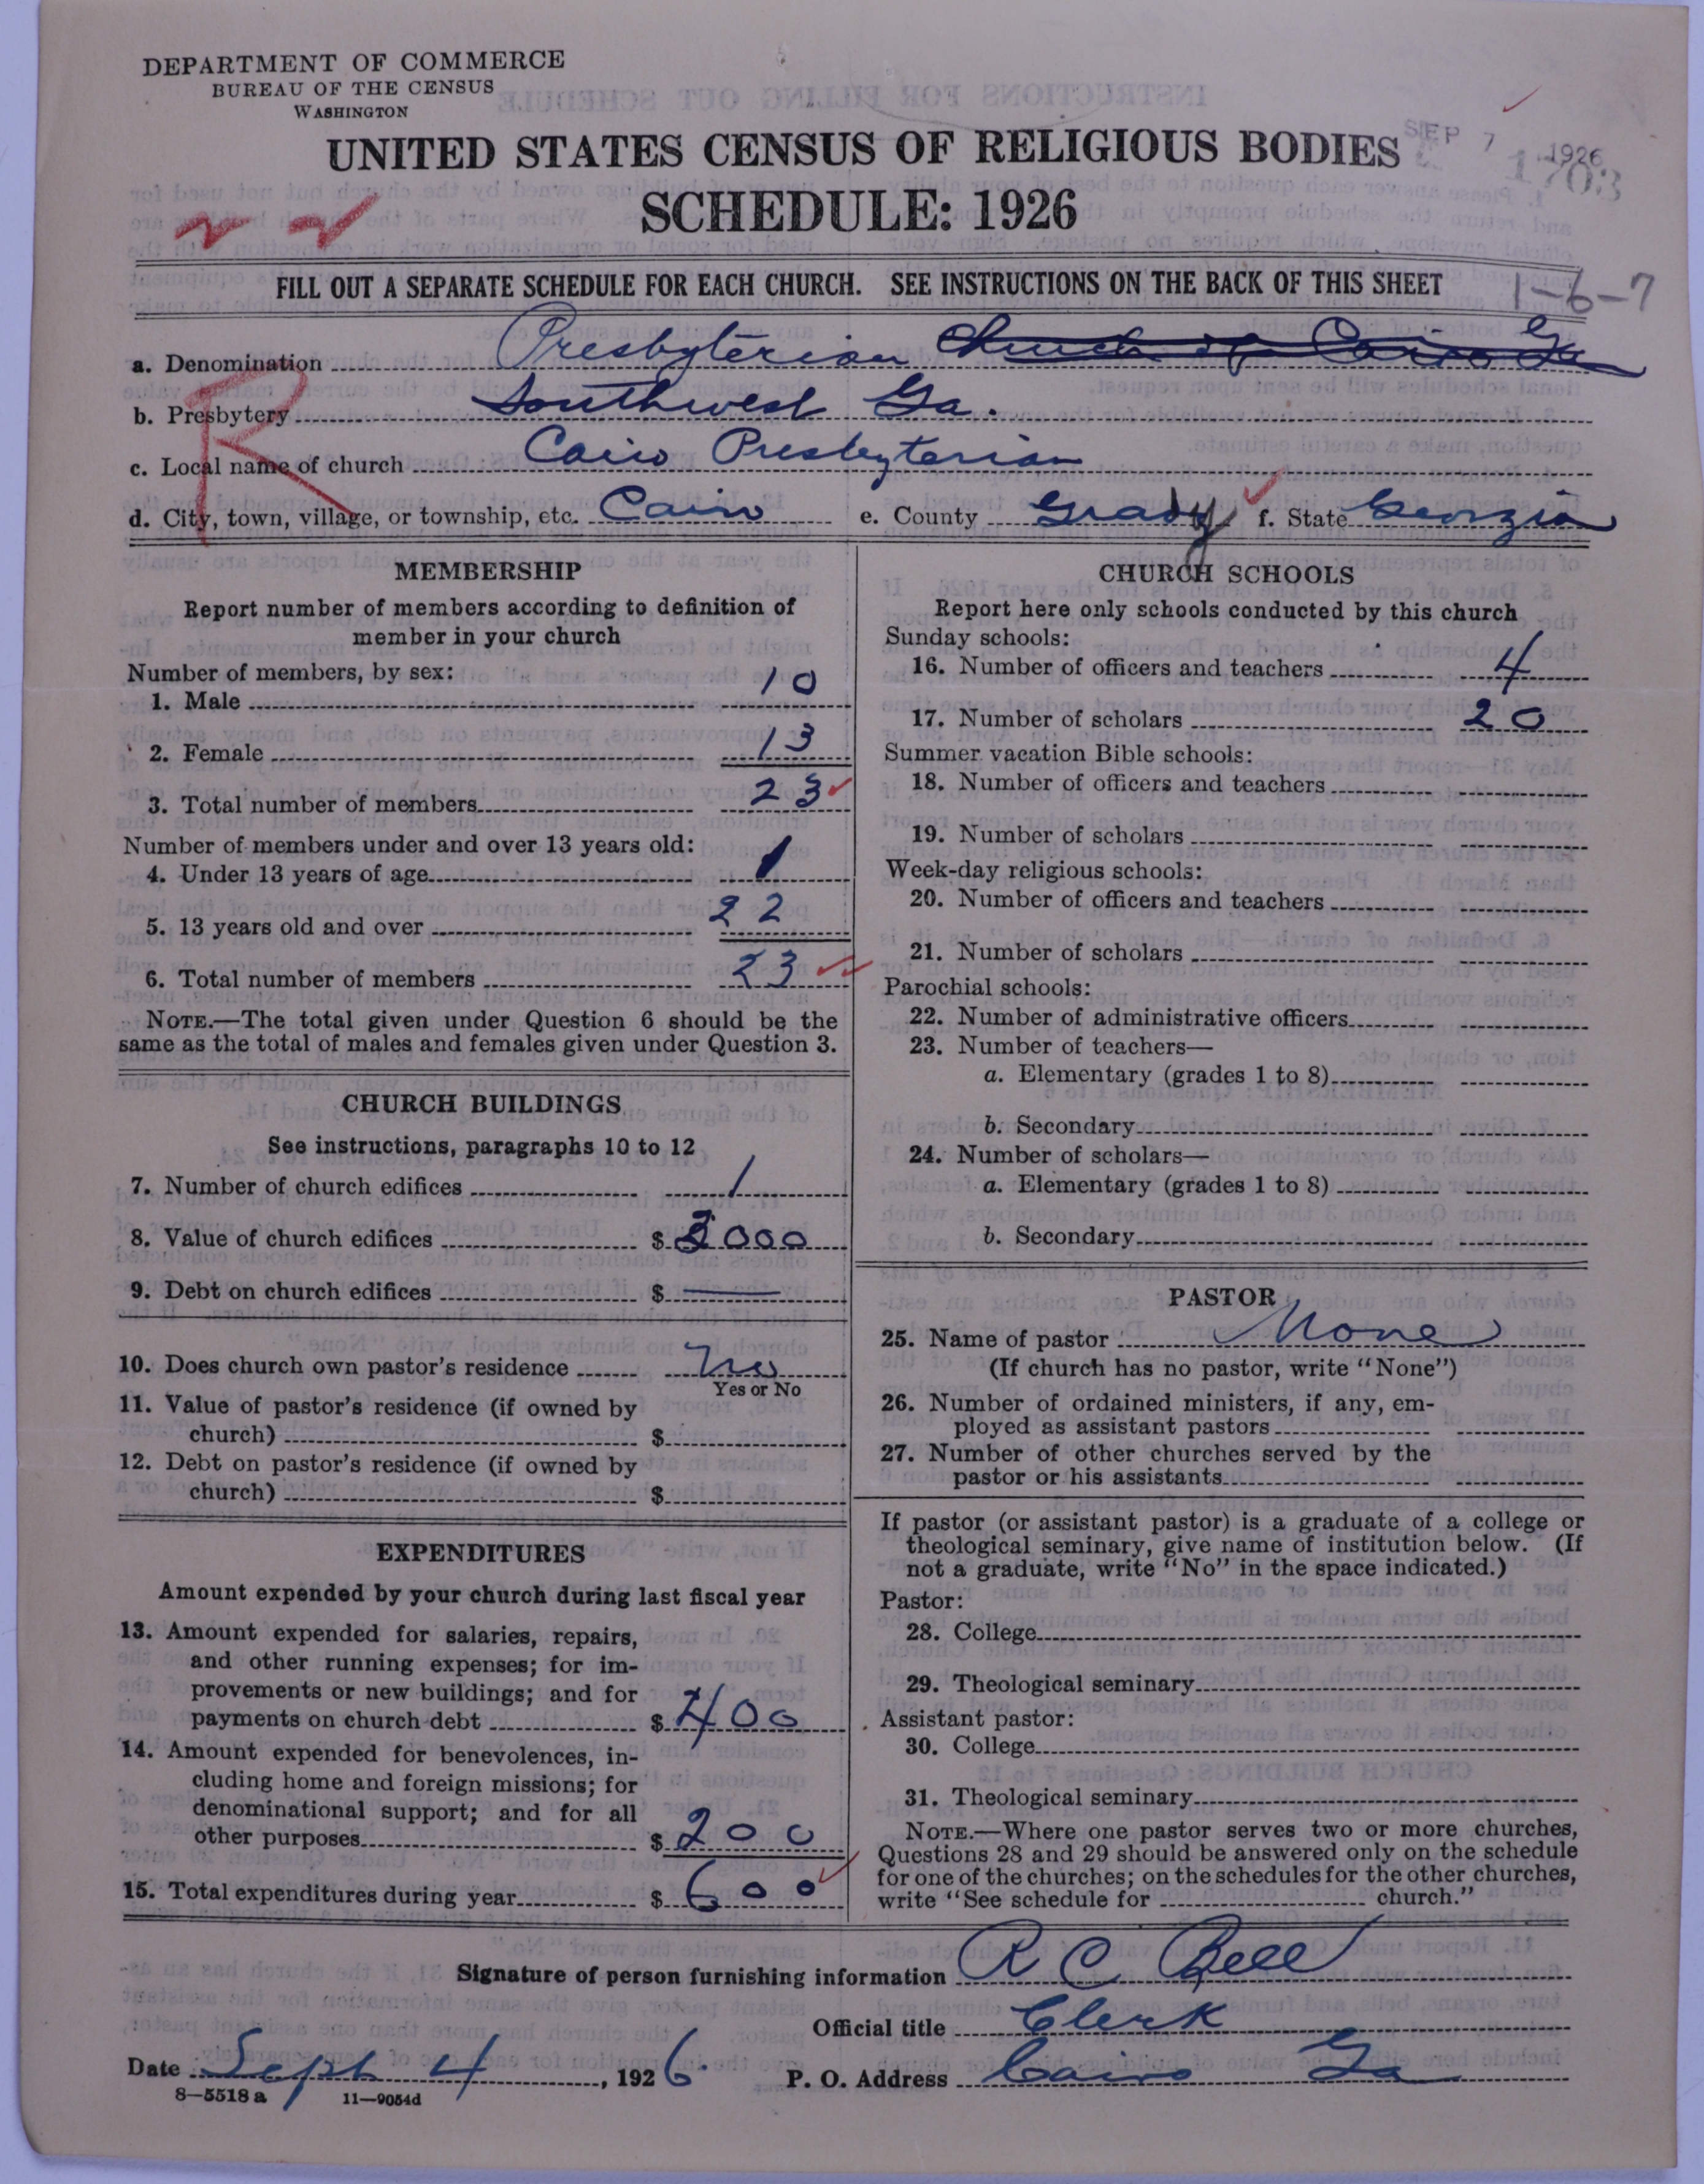 DEPARTMENT OF COMMERCE
BUREAU OF THE CENSUS
WASHINGTON
UNITED STATES CENSUS OF RELIGIOUS BODIES
SEP 7 1926
1703
SCHEDULE: 1926
FILL OUT A SEPARATE SCHEDULE FOR EACH CHURCH. SEE INSTRUCTIONS ON THE BACK OF THIS SHEET
1-6-7
a. Denomination Presbyterian Church of Cairo Ga
b. Presbytery Southwest Ga.
c. Local name of church Cairo Presbyterian
R
d. City, town, village, or township, etc. Cairo e. County Grady f. State Georgia
MEMBERSHIP
Report number of members according to definition of
member in your church
Number of members, by sex:
1. Male 10
2. Female 13
3. Total number of members 23
Number of members under and over 13 years old:
4. Under 13 years of age 1
5. 13 years old and over 22
6. Total number of members 23
NOTE.—The total given under Question 6 should be the
same as the total of males and females given under Question 3.
CHURCH BUILDINGS
See instructions, paragraphs 10 to 12
7. Number of church edifices 1
8. Value of church edifices $ 000
9. Debt on church edifices $ —
10. Does church own pastor's residence No
Yes or No
11. Value of pastor's residence (if owned by
church) $
12. Debt on pastor's residence (if owned by
church) $
EXPENDITURES
Amount expended by your church during last fiscal year
13. Amount expended for salaries, repairs,
and other running expenses; for im-
provements or new buildings; and for
payments on church debt $ 400
14. Amount expended for benevolences, in-
cluding home and foreign missions; for
denominational support; and for all
other purposes $ 200
15. Total expenditures during year $ 600
CHURCH SCHOOLS
Report here only schools conducted by this church
Sunday schools:
16. Number of officers and teachers 4
17. Number of scholars 20
Summer vacation Bible schools:
18. Number of officers and teachers
19. Number of scholars
Week-day religious schools:
20. Number of officers and teachers
21. Number of scholars
Parochial schools:
22. Number of administrative officers
23. Number of teachers—
a. Elementary (grades 1 to 8)
b. Secondary
24. Number of scholars—
a. Elementary (grades 1 to 8)
b. Secondary
PASTOR
25. Name of pastor None
(If church has no pastor, write "None")
26. Number of ordained ministers, if any, em-
ployed as assistant pastors
27. Number of other churches served by the
pastor or his assistants
If pastor (or assistant pastor) is a graduate of a college or
theological seminary, give name of institution below. (If
not a graduate, write "No" in the space indicated.)
Pastor:
28. College
29. Theological seminary
Assistant pastor:
30. College
31. Theological seminary
NOTE.—Where one pastor serves two or more churches,
Questions 28 and 29 should be answered only on the schedule
for one of the churches; on the schedules for the other churches,
write "See schedule for church."
Signature of person furnishing information R C Bell
Official title Clerk
Date Sept 4, 1926 P. O. Address Cairo Ga
8—5518 a 11—9054d